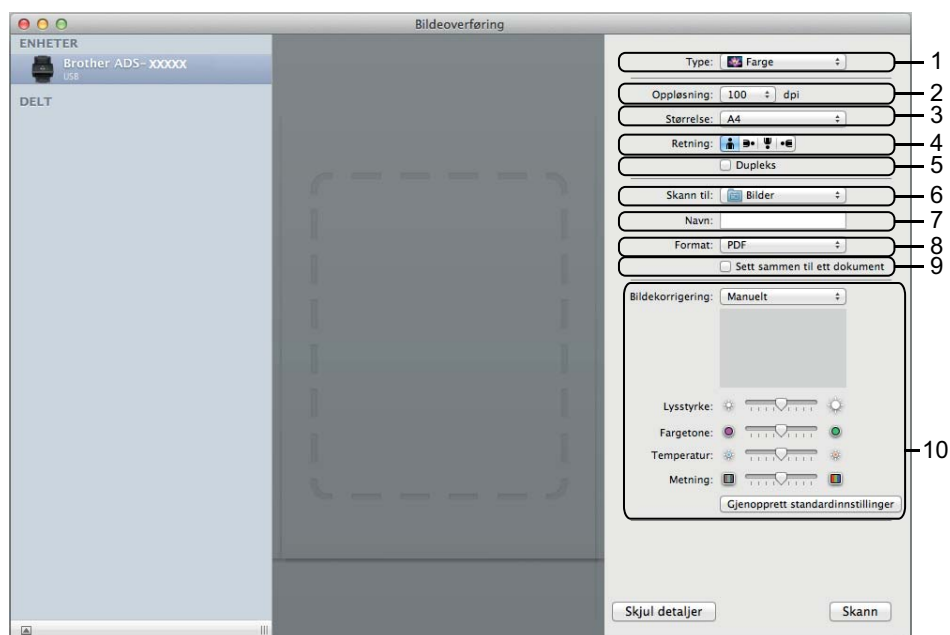 Bildeoverføring
ENHETER
Brother ADS-XXXXX
USB
DELT
Type: Farge 1
Oppløsning: 100 dpi 2
Størrelse: A4 3
Retning: 4
Dupleks 5
Skann til: Bilder 6
Navn: 7
Format: PDF 8
Sett sammen til ett dokument 9
Bildekorrigering: Manuelt
Lysstyrke:
Fargetone:
10
Temperatur:
Metning:
Gjenopprett standardinnstillinger
Skjul detaljer Skann